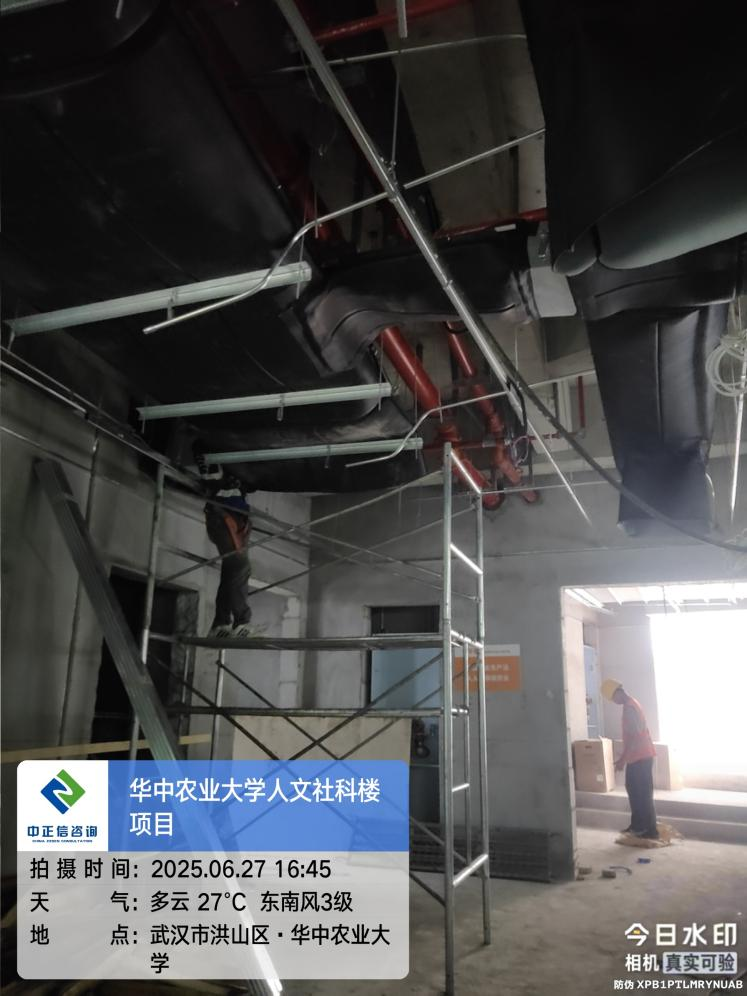 中正信咨询
华中农业大学人文社科楼
项目
拍摄时间: 2025.06.27 16:45
天气: 多云 27°C 东南风3级
地点: 武汉市洪山区·华中农业大
学
今日水印
相机真实可验
防伪 XPB1PTLMRYNUAB